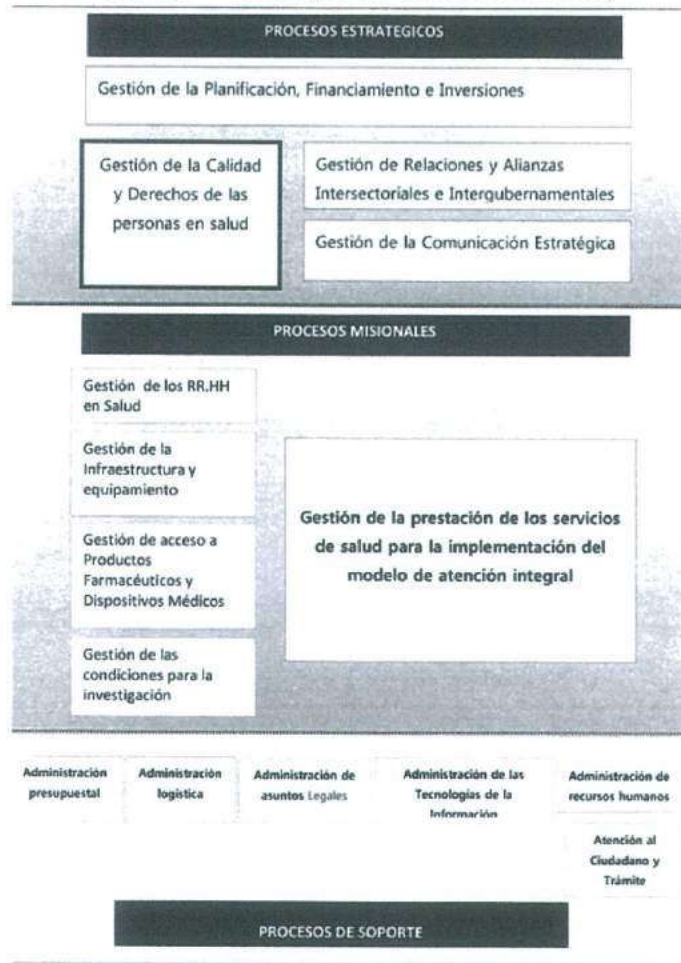 PROCESOS ESTRATEGICOS
Gestión de la Planificación, Financiamiento e Inversiones
Gestión de la Calidad
y Derechos de las
personas en salud
Gestión de Relaciones y Alianzas
Intersectoriales e Intergubernamentales
Gestión de la Comunicación Estratégica
PROCESOS MISIONALES
Gestión de los RR.HH
en Salud
Gestión de la
Infraestructura y
equipamiento
Gestión de acceso a
Productos
Farmacéuticos y
Dispositivos Médicos
Gestión de las
condiciones para la
investigación
Gestión de la prestación de los servicios
de salud para la implementación del
modelo de atención integral
Administración
presupuestal
Administración
logística
Administración de
asuntos Legales
Administración de las
Tecnologías de la
Información
Administración de
recursos humanos
Atención al
Ciudadano y
Trámite
PROCESOS DE SOPORTE